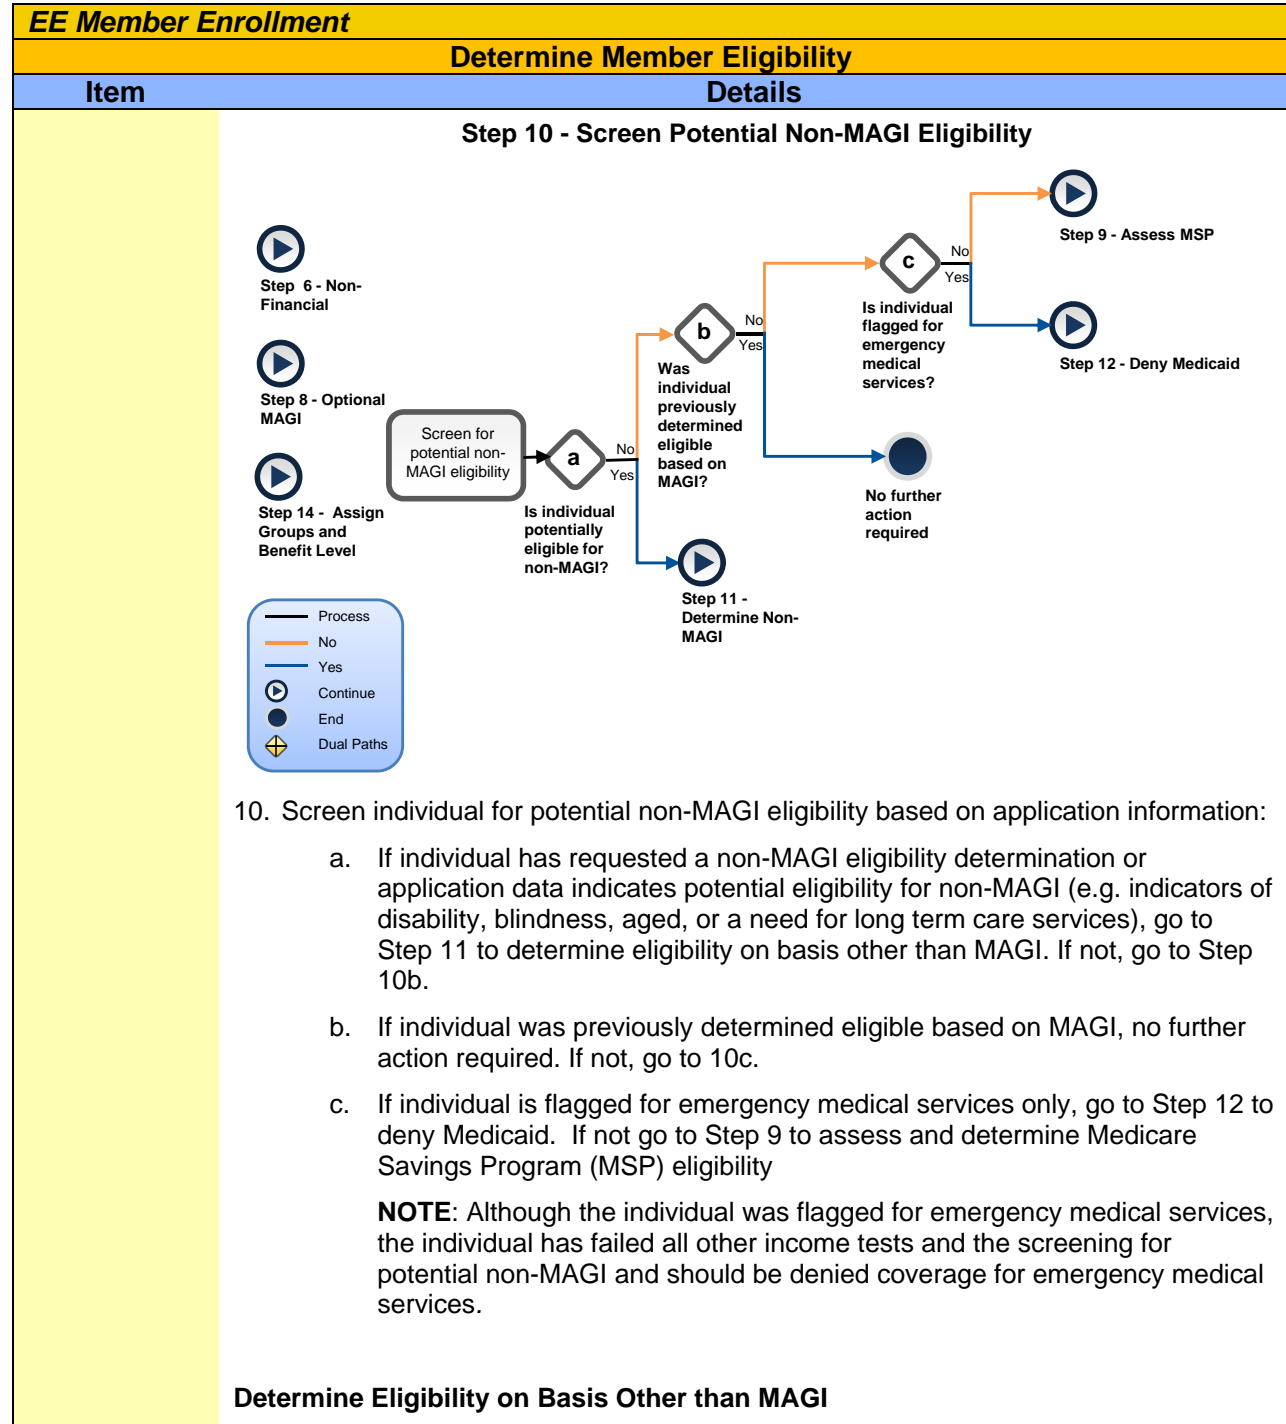 EE Member Enrollment
Determine Member Eligibility
Item
Details
Step 10 - Screen Potential Non-MAGI Eligibility
Step 6 - Non-
Financial
Step 8 - Optional
MAGI
Step 14 - Assign
Groups and
Benefit Level
Screen for
potential non-
MAGI eligibility
a
No
Yes
Is individual
potentially
eligible for
non-MAGI?
b
No
Yes
Was
individual
previously
determined
eligible
based on
MAGI?
Step 11 -
Determine Non-
MAGI
c
No
Yes
Is individual
flagged for
emergency
medical
services?
No further
action
required
Step 9 - Assess MSP
Step 12 - Deny Medicaid
Process
No
Yes
Continue
End
Dual Paths
10. Screen individual for potential non-MAGI eligibility based on application information:
a. If individual has requested a non-MAGI eligibility determination or
application data indicates potential eligibility for non-MAGI (e.g. indicators of
disability, blindness, aged, or a need for long term care services), go to
Step 11 to determine eligibility on basis other than MAGI. If not, go to Step
10b.
b. If individual was previously determined eligible based on MAGI, no further
action required. If not, go to 10c.
c. If individual is flagged for emergency medical services only, go to Step 12 to
deny Medicaid. If not go to Step 9 to assess and determine Medicare
Savings Program (MSP) eligibility
NOTE: Although the individual was flagged for emergency medical services,
the individual has failed all other income tests and the screening for
potential non-MAGI and should be denied coverage for emergency medical
services.
Determine Eligibility on Basis Other than MAGI